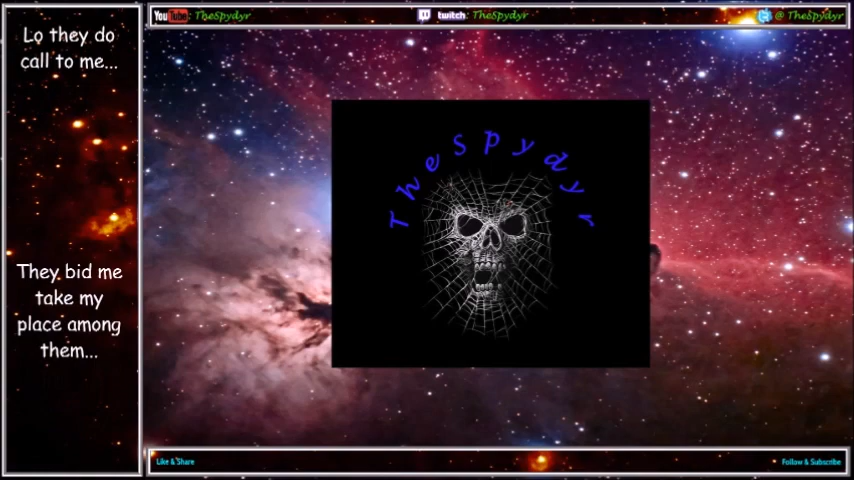 Lo they do
call to me...
They bid me
take my
place among
them...
YouTube: TheSpydyr
twitch: TheSpydyr
@ TheSpydyr
TheSpydyr
Like & Share
Follow & Subscribe